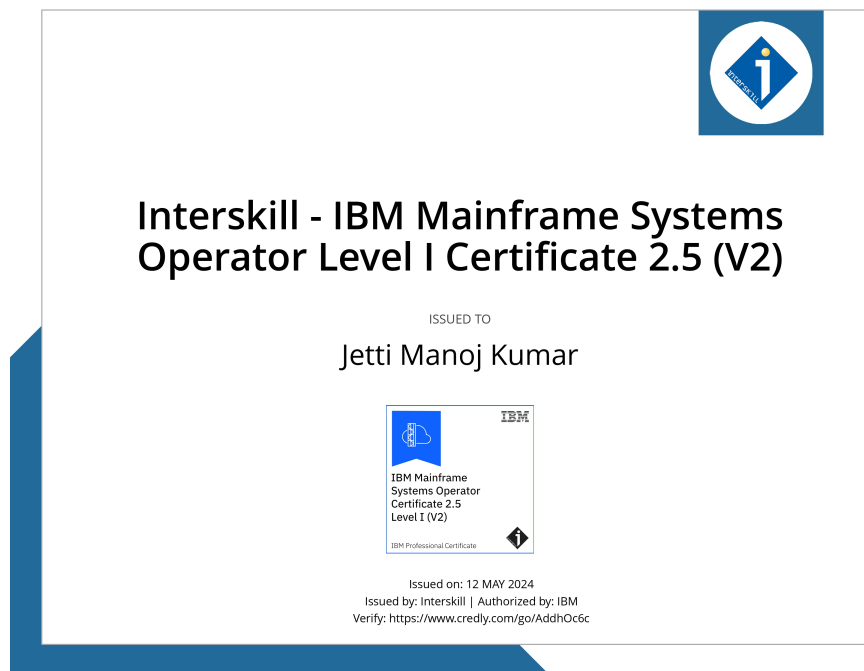 interskill
Interskill - IBM Mainframe Systems
Operator Level I Certificate 2.5 (V2)
ISSUED TO
Jetti Manoj Kumar
IBM
IBM Mainframe
Systems Operator
Certificate 2.5
Level I (V2)
IBM Professional Certificate
Issued on: 12 MAY 2024
Issued by: Interskill | Authorized by: IBM
Verify: https://www.credly.com/go/AddhOc6c